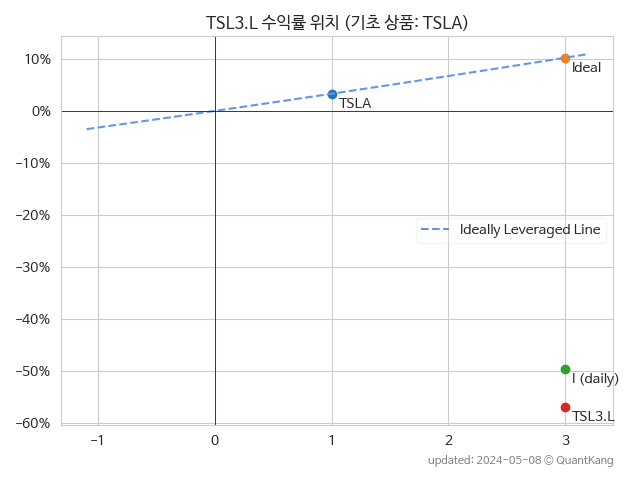 TSL3.L 수익률 위치 (기초 상품: TSLA)
10%
0%
−10%
−20%
−30%
−40%
−50%
−60%
Ideal
TSLA
Ideally Leveraged Line
I (daily)
TSL3.L
−1
0
1
2
3
updated: 2024-05-08 © QuantKang